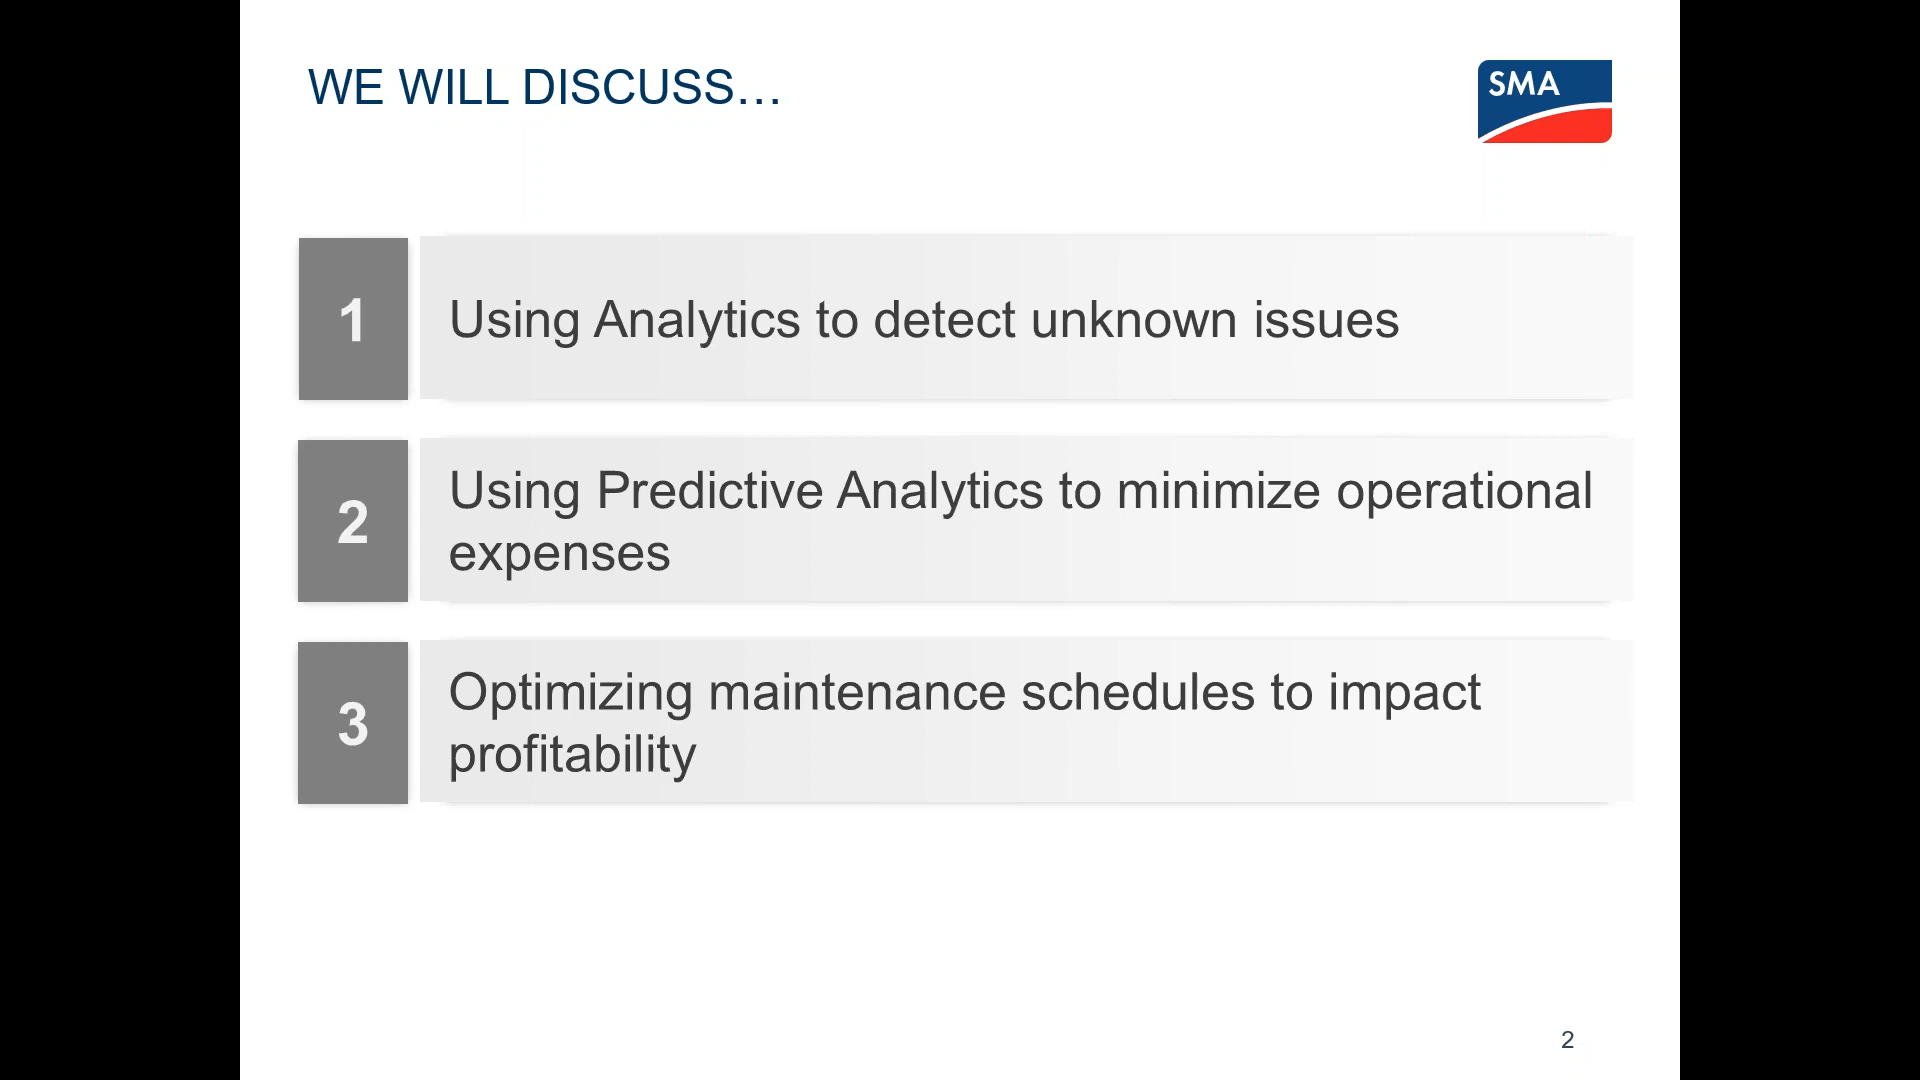 WE WILL DISCUSS…
SMA
1
Using Analytics to detect unknown issues
2
Using Predictive Analytics to minimize operational
expenses
3
Optimizing maintenance schedules to impact
profitability
2